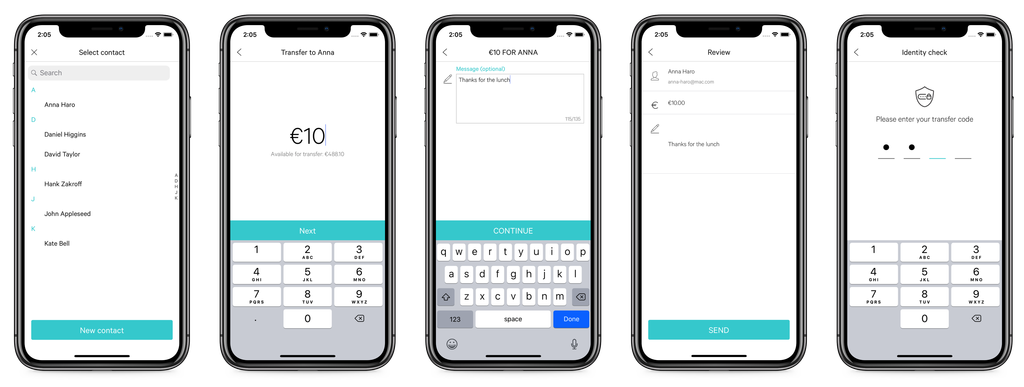 2:05
Select contact
Search
A
Anna Haro
D
Daniel Higgins
David Taylor
H
Hank Zakroff
J
John Appleseed
K
Kate Bell
A
D
H
J
K
New contact
2:05
Transfer to Anna
€10
Available for transfer: €486.10
Next
1 2 3
ABC DEF
4 5 6
GHI JKL MNO
7 8 9
PQRS TUV WXYZ
. 0
2:05
€10 FOR ANNA
Message (optional)
Thanks for the lunch
115/135
CONTINUE
q w e r t y u i o p
a s d f g h j k l
z x c v b n m
123 space Done
2:05
Review
Anna Haro
anna-haro@mac.com
€ €10.00
Thanks for the lunch
SEND
2:05
Identity check
Please enter your transfer code
1 2 3
ABC DEF
4 5 6
GHI JKL MNO
7 8 9
PQRS TUV WXYZ
0